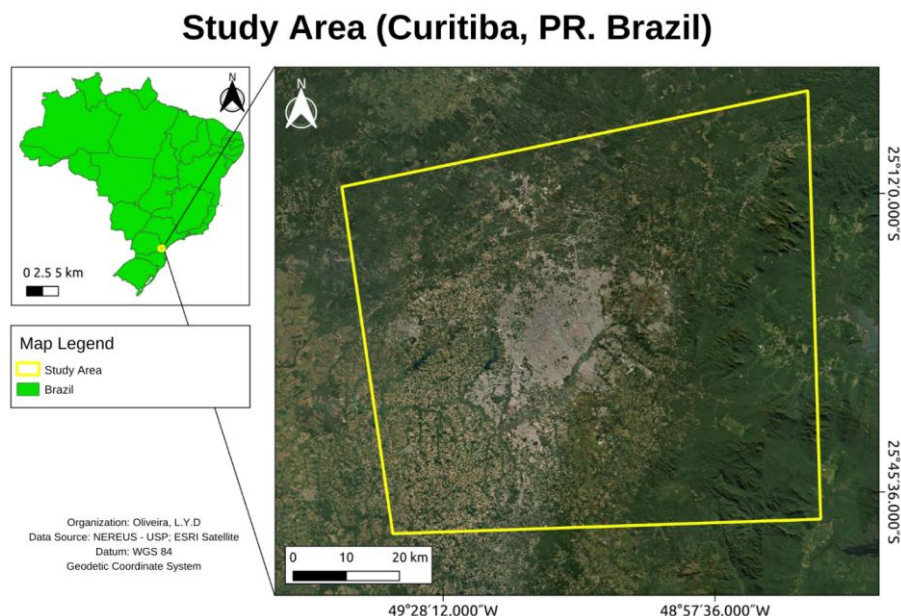 Study Area (Curitiba, PR. Brazil)
N
0 2.5 5 km
Map Legend
Study Area
Brazil
Organization: Oliveira, L.Y.D
Data Source: NEREUS - USP; ESRI Satellite
Datum: WGS 84
Geodetic Coordinate System
N
25°12'0.000"S
25°45'36.000"S
0 10 20 km
49°28'12.000"W
48°57'36.000"W